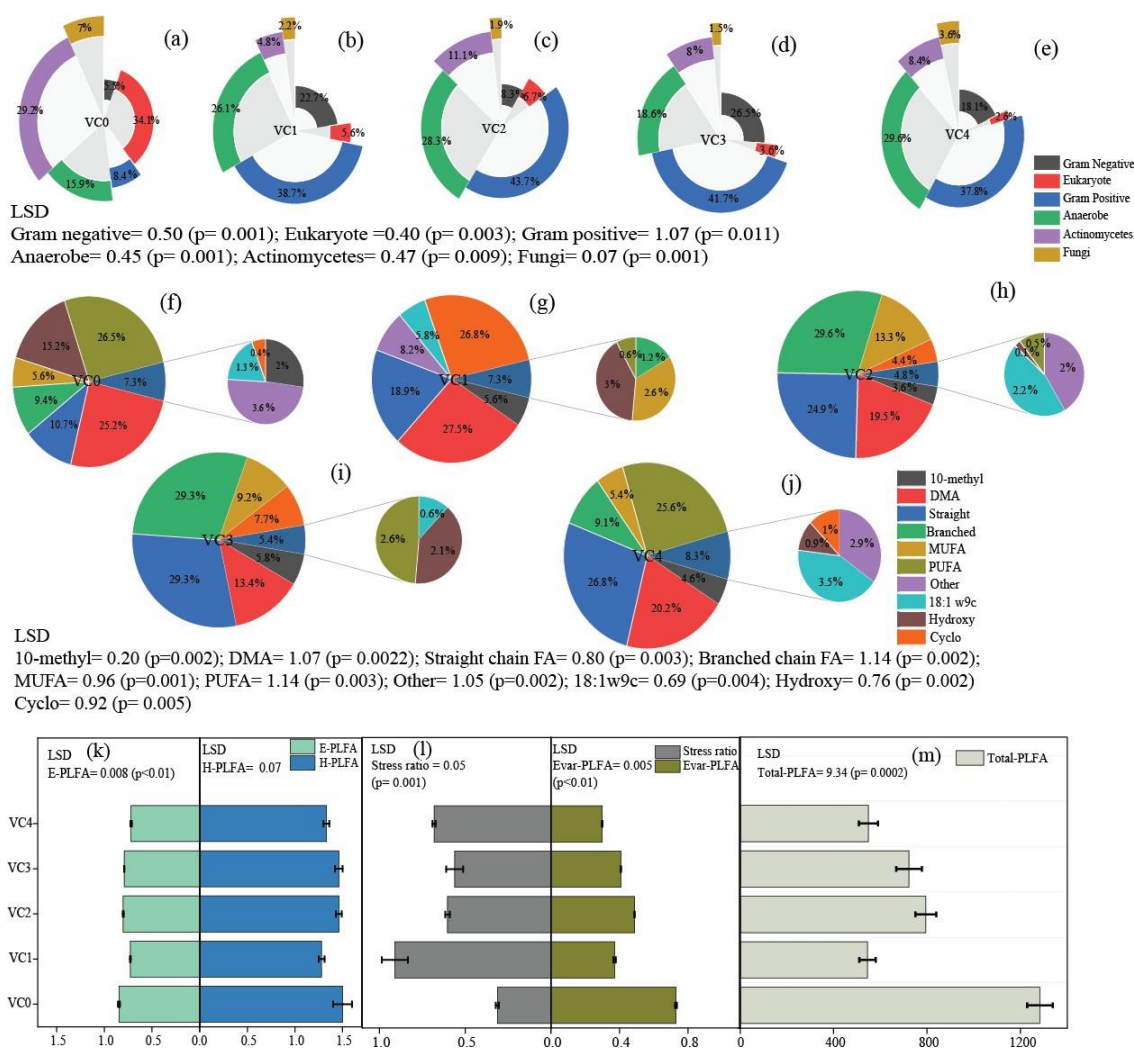 (a)
7%
5.5%
34.1%
8.4%
15.9%
29.2%
VC0
(b)
2.2%
4.8%
22.7%
5.6%
38.7%
26.1%
VC1
(c)
1.9%
11.1%
8.3%
6.7%
43.7%
28.3%
VC2
(d)
1.5%
8%
26.5%
3.6%
41.7%
18.6%
VC3
(e)
3.6%
8.4%
18.1%
2.6%
37.8%
29.6%
VC4
Gram Negative
Eukaryote
Gram Positive
Anaerobe
Actinomycetes
Fungi
LSD
Gram negative= 0.50 (p= 0.001); Eukaryote =0.40 (p= 0.003); Gram positive= 1.07 (p= 0.011)
Anaerobe= 0.45 (p= 0.001); Actinomycetes= 0.47 (p= 0.009); Fungi= 0.07 (p= 0.001)
(f)
26.5%
15.2%
5.6%
9.4%
10.7%
25.2%
7.3%
VC0
0.4%
2%
1.3%
3.6%
(g)
5.8%
26.8%
8.2%
18.9%
27.5%
5.6%
7.3%
VC1
0.6%
1.2%
3%
2.6%
(h)
29.6%
13.3%
4.4%
4.8%
3.6%
24.9%
19.5%
VC2
0.5%
0.1%
2%
2.2%
(i)
29.3%
9.2%
7.7%
5.4%
5.8%
29.3%
13.4%
VC3
0.6%
2.6%
2.1%
(j)
5.4%
25.6%
9.1%
8.3%
4.6%
26.8%
20.2%
VC4
1%
0.9%
2.9%
3.5%
10-methyl
DMA
Straight
Branched
MUFA
PUFA
Other
18:1 w9c
Hydroxy
Cyclo
LSD
10-methyl= 0.20 (p=0.002); DMA= 1.07 (p= 0.0022); Straight chain FA= 0.80 (p= 0.003); Branched chain FA= 1.14 (p= 0.002);
MUFA= 0.96 (p=0.001); PUFA= 1.14 (p= 0.003); Other= 1.05 (p=0.002); 18:1w9c= 0.69 (p=0.004); Hydroxy= 0.76 (p= 0.002)
Cyclo= 0.92 (p= 0.005)
(k)
LSD
E-PLFA= 0.008 (p<0.01)
LSD
H-PLFA= 0.07
E-PLFA
H-PLFA
(l)
LSD
Stress ratio = 0.05
(p= 0.001)
LSD
Evar-PLFA= 0.005
(p<0.01)
Stress ratio
Evar-PLFA
(m)
LSD
Total-PLFA= 9.34 (p= 0.0002)
Total-PLFA
VC4
VC3
VC2
VC1
VC0
1.5 1.0 0.5 0.0 0.5 1.0 1.5
1.0 0.5 0.0 0.4 0.8
0 400 800 1200